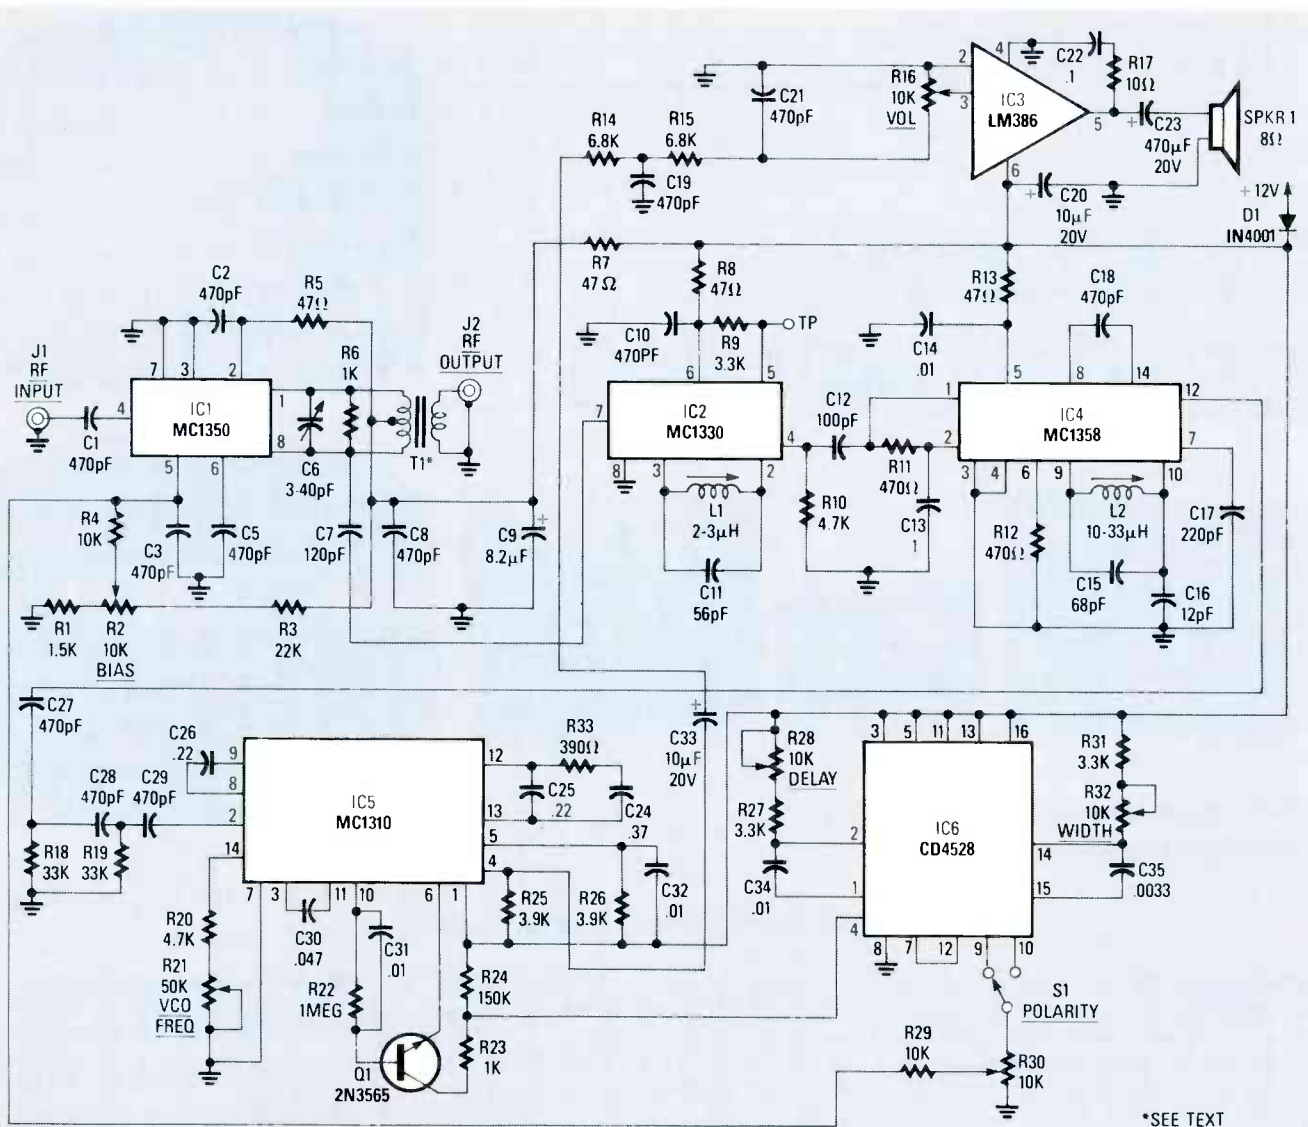 4
C22
.1
R17
10Ω
2
R16
10K
VOL
3
IC3
LM386
5
+
C23
470µF
20V
SPKR 1
8Ω
C21
470pF
R14
6.8K
R15
6.8K
C19
470pF
6
+
C20
10µF
20V
+ 12V
D1
IN4001
R7
47Ω
R8
47Ω
R13
47Ω
C18
470pF
C2
470pF
R5
47Ω
J1
RF
INPUT
7
3
2
R6
1K
J2
RF
OUTPUT
C10
470PF
R9
3.3K
TP
C14
.01
4
C1
470pF
IC1
MC1350
1
8
C6
3-40pF
T1*
5
6
7
6
5
IC2
MC1330
4
8
3
2
C12
100pF
R11
470Ω
1
2
5
8
14
12
IC4
MC1358
7
3
4
6
9
10
R4
10K
C3
470pF
C5
470pF
C7
120pF
C8
470pF
C9
8.2µF
+
L1
2-3µH
C11
56pF
R10
4.7K
C13
1
R12
470Ω
L2
10-33µH
C15
68pF
C17
220pF
C16
12pF
R1
1.5K
R2
10K
BIAS
R3
22K
C27
470pF
C26
.22
9
8
C28
470pF
C29
470pF
2
14
IC5
MC1310
12
R33
390Ω
C25
.22
C24
.37
13
5
4
7
3
11
10
6
1
R18
33K
R19
33K
+
C33
10µF
20V
R28
10K
DELAY
R27
3.3K
C34
.01
3
5
11
13
16
2
1
4
IC6
CD4528
14
15
8
7
12
9
10
R31
3.3K
R32
10K
WIDTH
C35
.0033
R20
4.7K
R21
50K
VCO
FREQ
C30
.047
C31
.01
R22
1MEG
R25
3.9K
R26
3.9K
C32
.01
R24
150K
R23
1K
Q1
2N3565
S1
POLARITY
R29
10K
R30
10K
*SEE TEXT